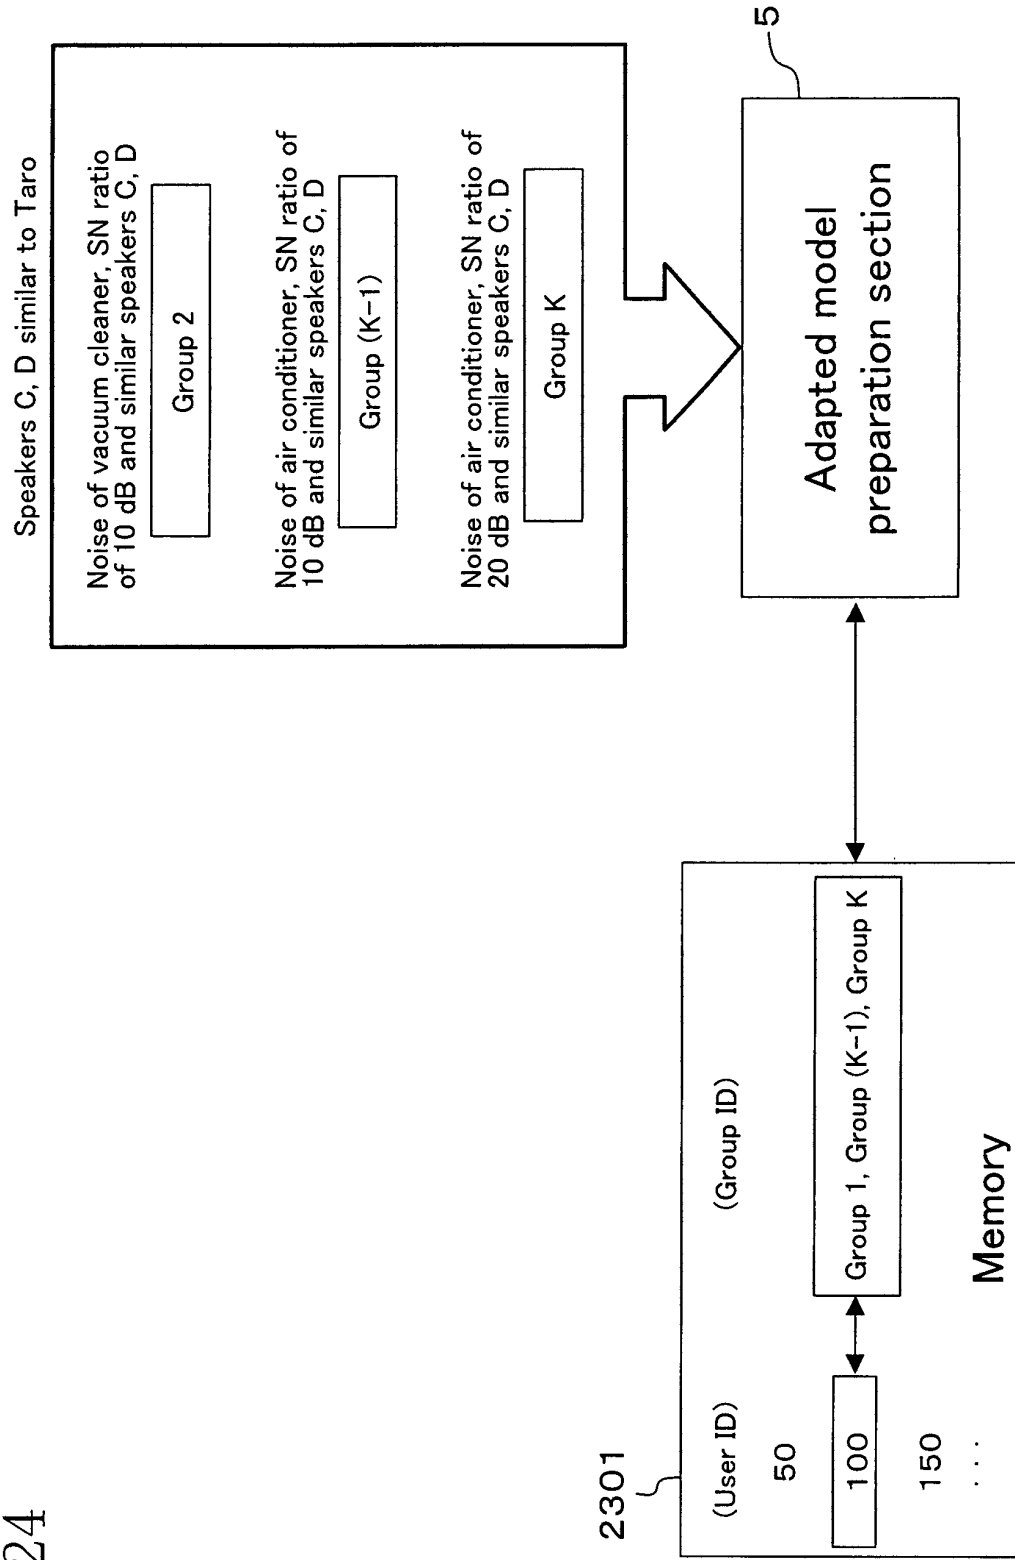 24
Speakers C, D similar to Taro
Noise of vacuum cleaner, SN ratio
of 10 dB and similar speakers C, D
Group 2
Noise of air conditioner, SN ratio of
10 dB and similar speakers C, D
Group (K-1)
Noise of air conditioner, SN ratio of
20 dB and similar speakers C, D
Group K
5
Adapted model
preparation section
2301
(User ID)
(Group ID)
50
100
Group 1, Group (K-1), Group K
150
...
Memory